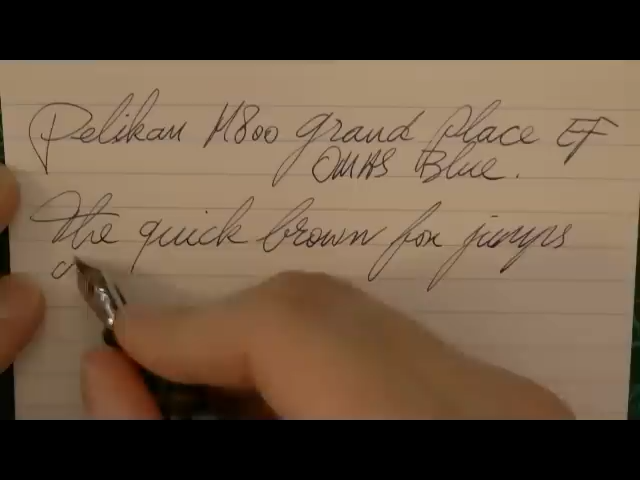 Pelikan M800 Grand Place EF
OMAS Blue.
The quick brown fox jumps
o